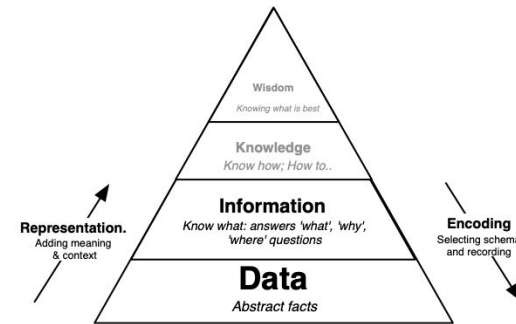 Wisdom
Knowing what is best
Knowledge
Know how; How to..
Information
Know what: answers 'what', 'why',
'where' questions
Representation.
Adding meaning
& context
Encoding
Selecting schema
and recording
Data
Abstract facts